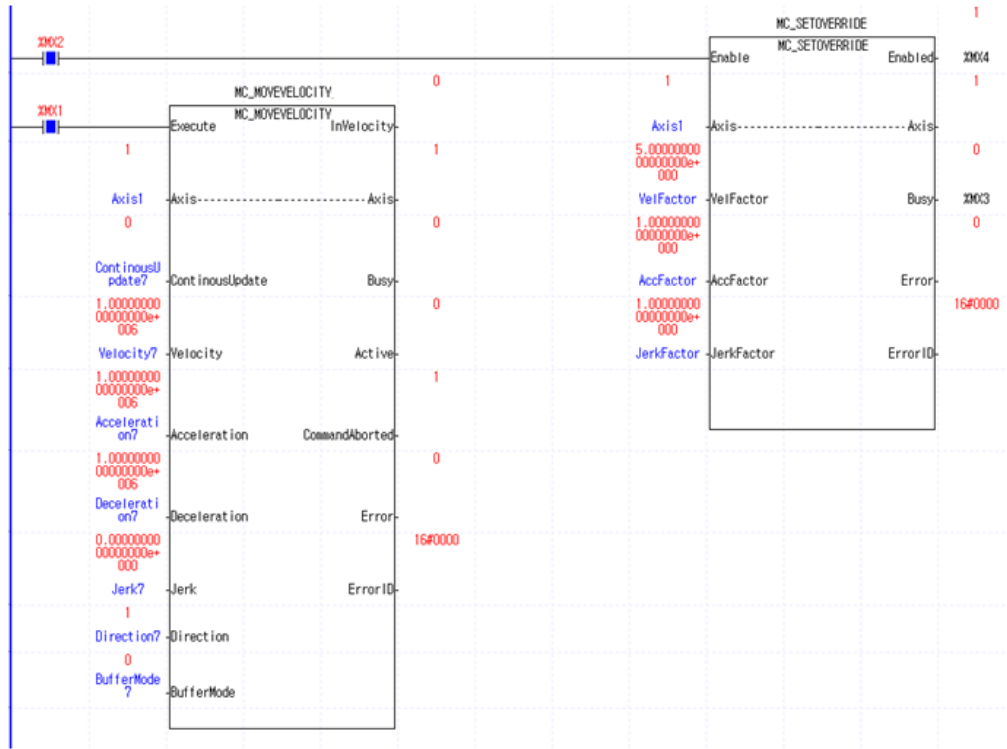 1
MC_SETOVERRIDE
%MX2
MC_SETOVERRIDE
Enable
Enabled
%MX4
0
1
1
MC_MOVEVELOCITY
%MX1
MC_MOVEVELOCITY
Execute
InVelocity
Axis1
Axis
Axis
1
1
5.00000000
00000000e+
000
0
Axis1
Axis
Axis
VelFactor
VelFactor
Busy
%MX3
0
0
1.00000000
00000000e+
000
0
ContinousU
pdate7
ContinousUpdate
Busy
AccFactor
AccFactor
Error
1.00000000
00000000e+
006
0
1.00000000
00000000e+
000
16#0000
Velocity7
Velocity
Active
JerkFactor
JerkFactor
ErrorID
1.00000000
00000000e+
006
1
Accelerati
on7
Acceleration
CommandAborted
1.00000000
00000000e+
006
0
Decelerati
on7
Deceleration
Error
0.00000000
00000000e+
000
16#0000
Jerk7
Jerk
ErrorID
1
Direction7
Direction
0
BufferMode
7
BufferMode